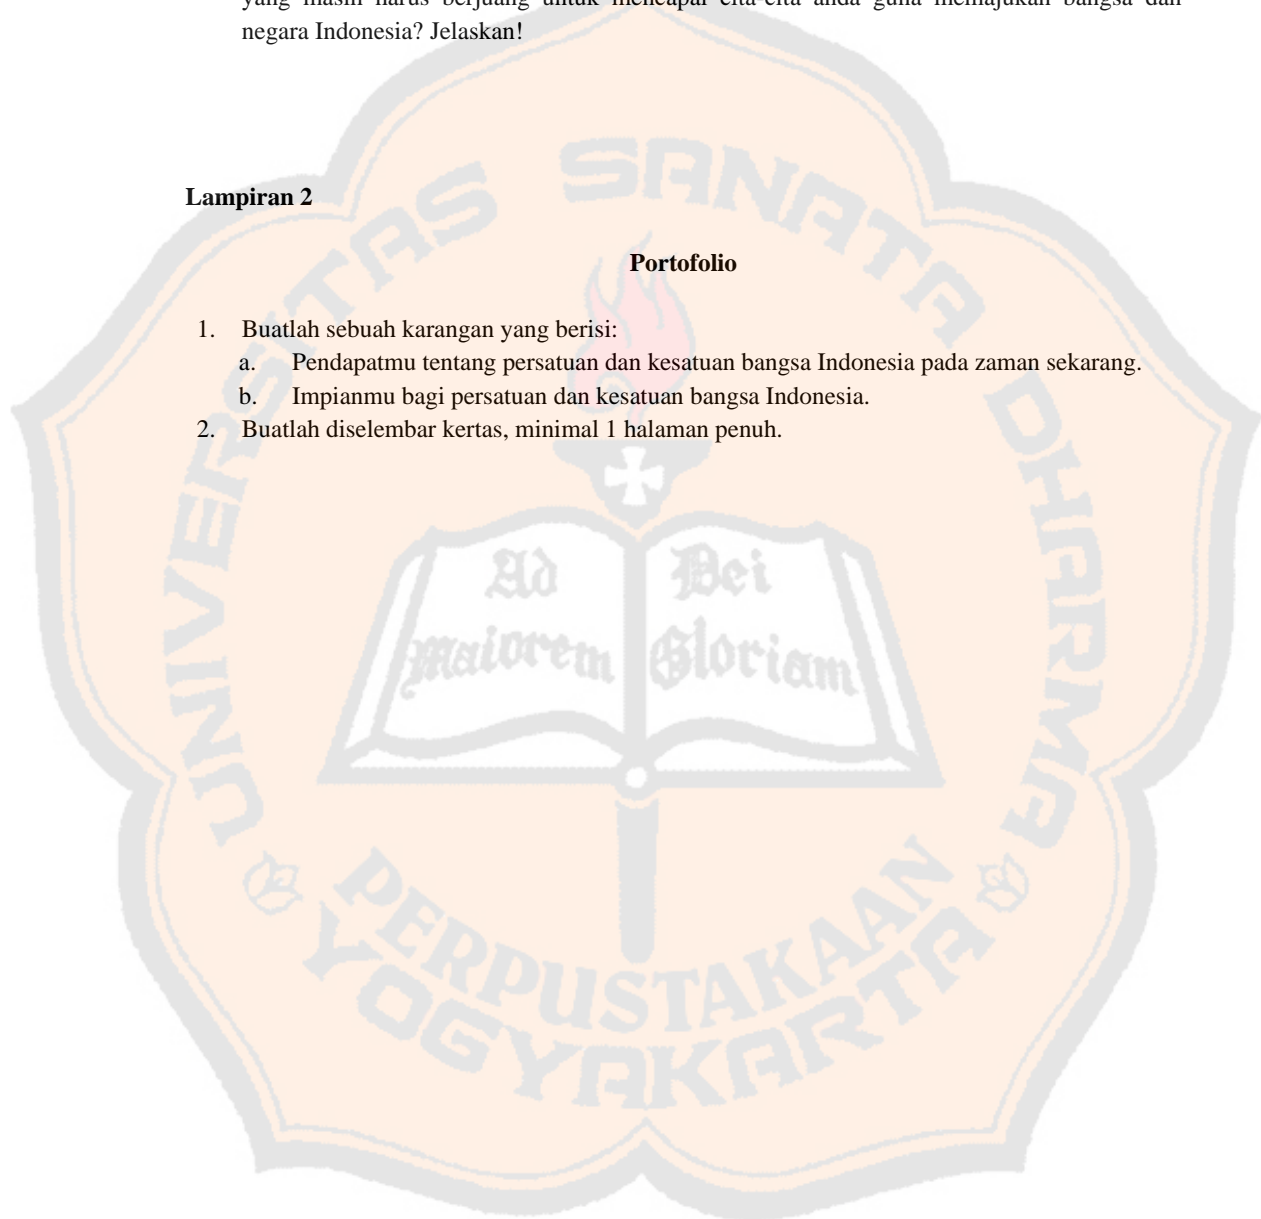 yang masih harus berjuang untuk mencapai cita-cita anda guna memajukan bangsa dan
negara Indonesia? Jelaskan!
UNIVERSITAS SANATA DHARMA
Lampiran 2
Portofolio
1. Buatlah sebuah karangan yang berisi:
a. Pendapatmu tentang persatuan dan kesatuan bangsa Indonesia pada zaman sekarang.
b. Impianmu bagi persatuan dan kesatuan bangsa Indonesia.
2. Buatlah diselembar kertas, minimal 1 halaman penuh.
Ad Dei
Maiorem Gloriam
PERPUSTAKAAN
YOGYAKARTA